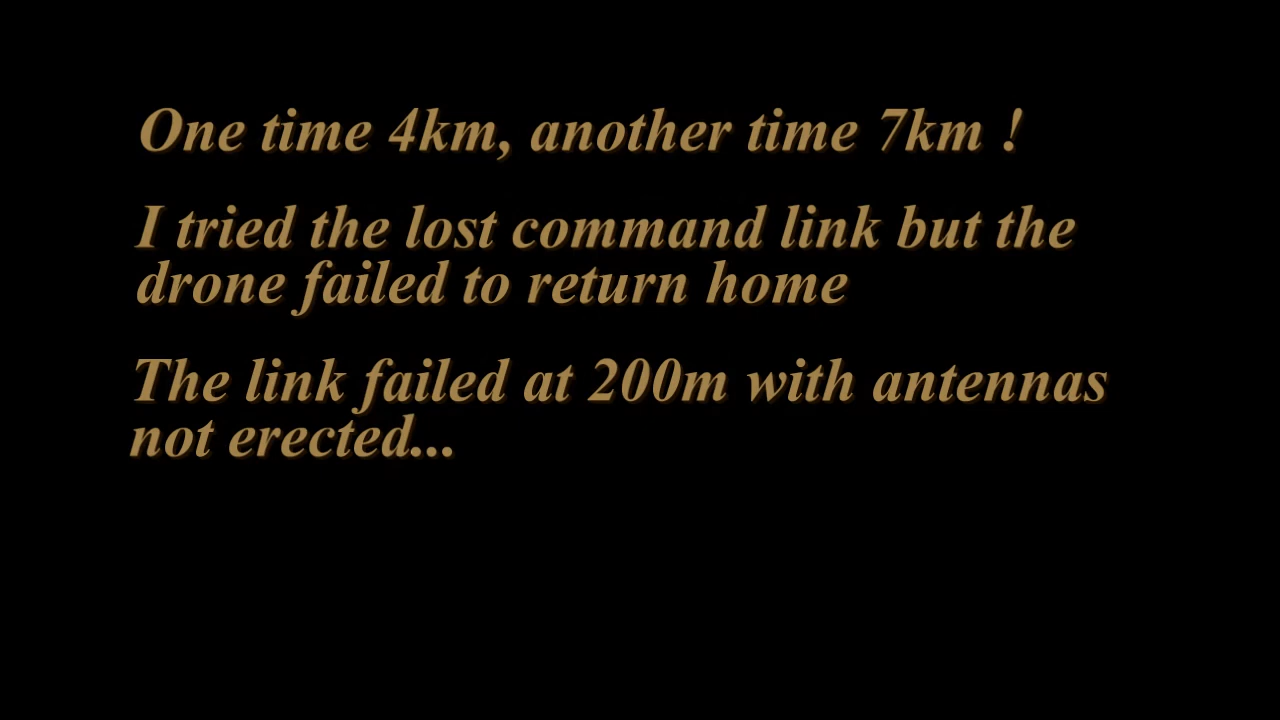 One time 4km, another time 7km !
I tried the lost command link but the
drone failed to return home
The link failed at 200m with antennas
not erected...